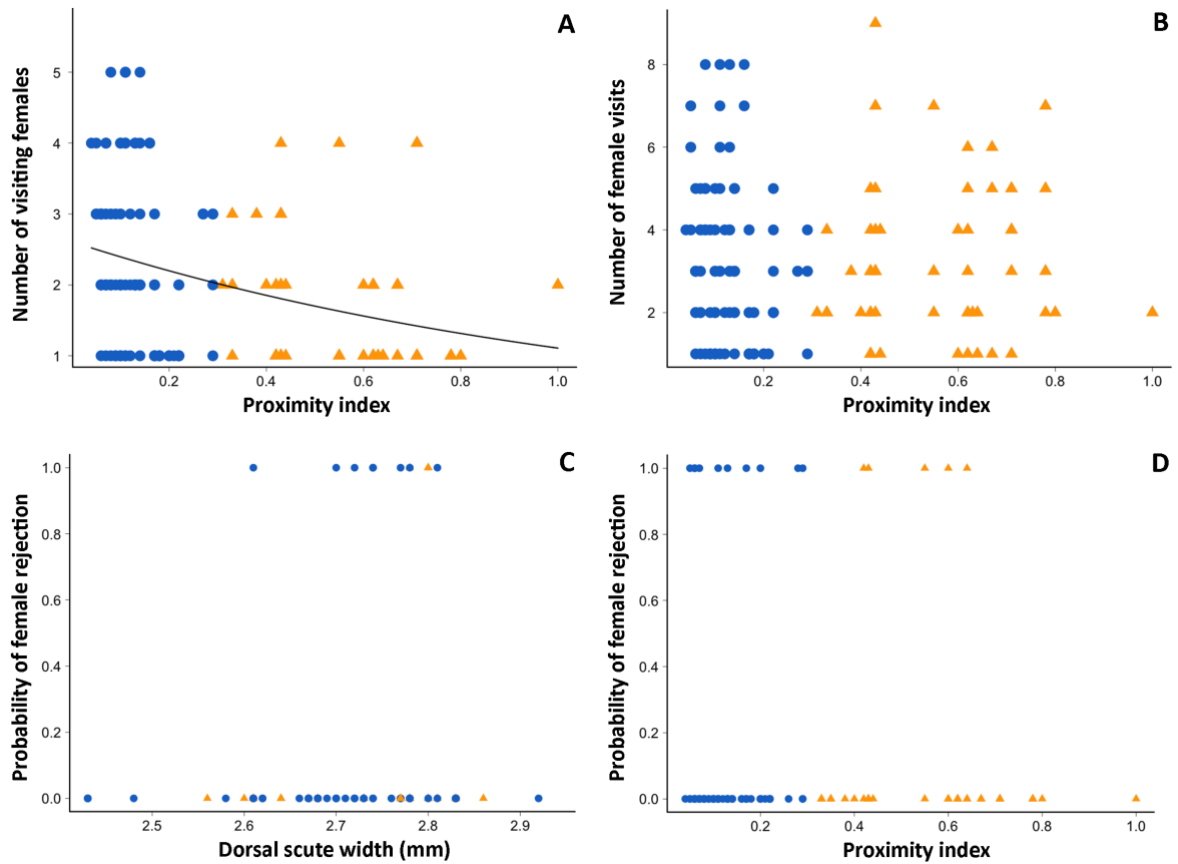 A
Number of visiting females
5
4
3
2
1
0.2 0.4 0.6 0.8 1.0
Proximity index
B
Number of female visits
8
6
4
2
0.2 0.4 0.6 0.8 1.0
Proximity index
C
Probability of female rejection
1.0
0.8
0.6
0.4
0.2
0.0
2.5 2.6 2.7 2.8 2.9
Dorsal scute width (mm)
D
Probability of female rejection
1.0
0.8
0.6
0.4
0.2
0.0
0.2 0.4 0.6 0.8 1.0
Proximity index